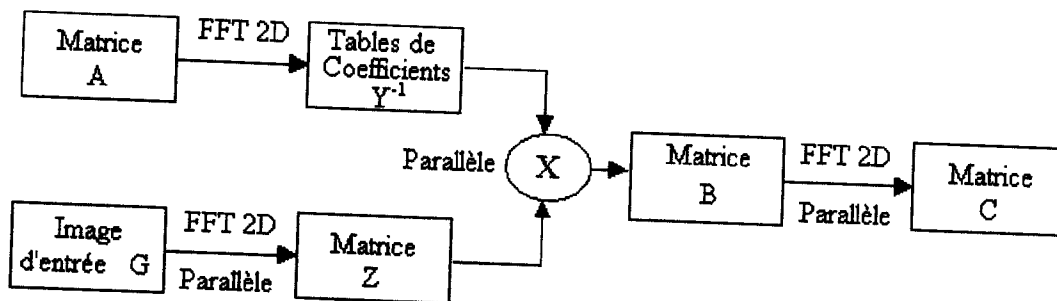 Matrice
A
FFT 2D
Tables de
Coefficients
Y⁻¹
Parallèle
X
Image
d'entrée G
FFT 2D
Parallèle
Matrice
Z
Matrice
B
FFT 2D
Parallèle
Matrice
C